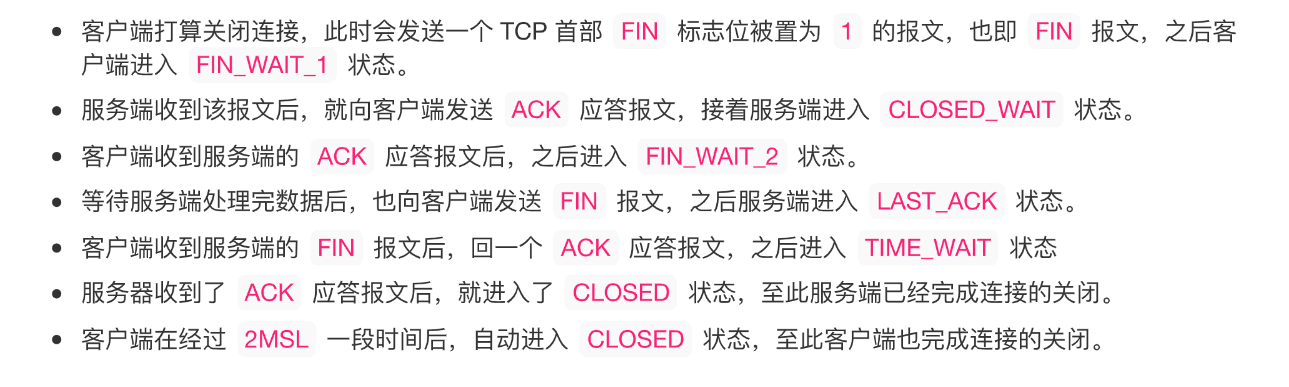 客户端打算关闭连接，此时会发送一个 TCP 首部 FIN 标志位被置为 1 的报文，也即 FIN 报文，之后客
户端进入 FIN_WAIT_1 状态。
服务端收到该报文后，就向客户端发送 ACK 应答报文，接着服务端进入 CLOSED_WAIT 状态。
客户端收到服务端的 ACK 应答报文后，之后进入 FIN_WAIT_2 状态。
等待服务端处理完数据后，也向客户端发送 FIN 报文，之后服务端进入 LAST_ACK 状态。
客户端收到服务端的 FIN 报文后，回一个 ACK 应答报文，之后进入 TIME_WAIT 状态
服务器收到了 ACK 应答报文后，就进入了 CLOSED 状态，至此服务端已经完成连接的关闭。
客户端在经过 2MSL 一段时间后，自动进入 CLOSED 状态，至此客户端也完成连接的关闭。